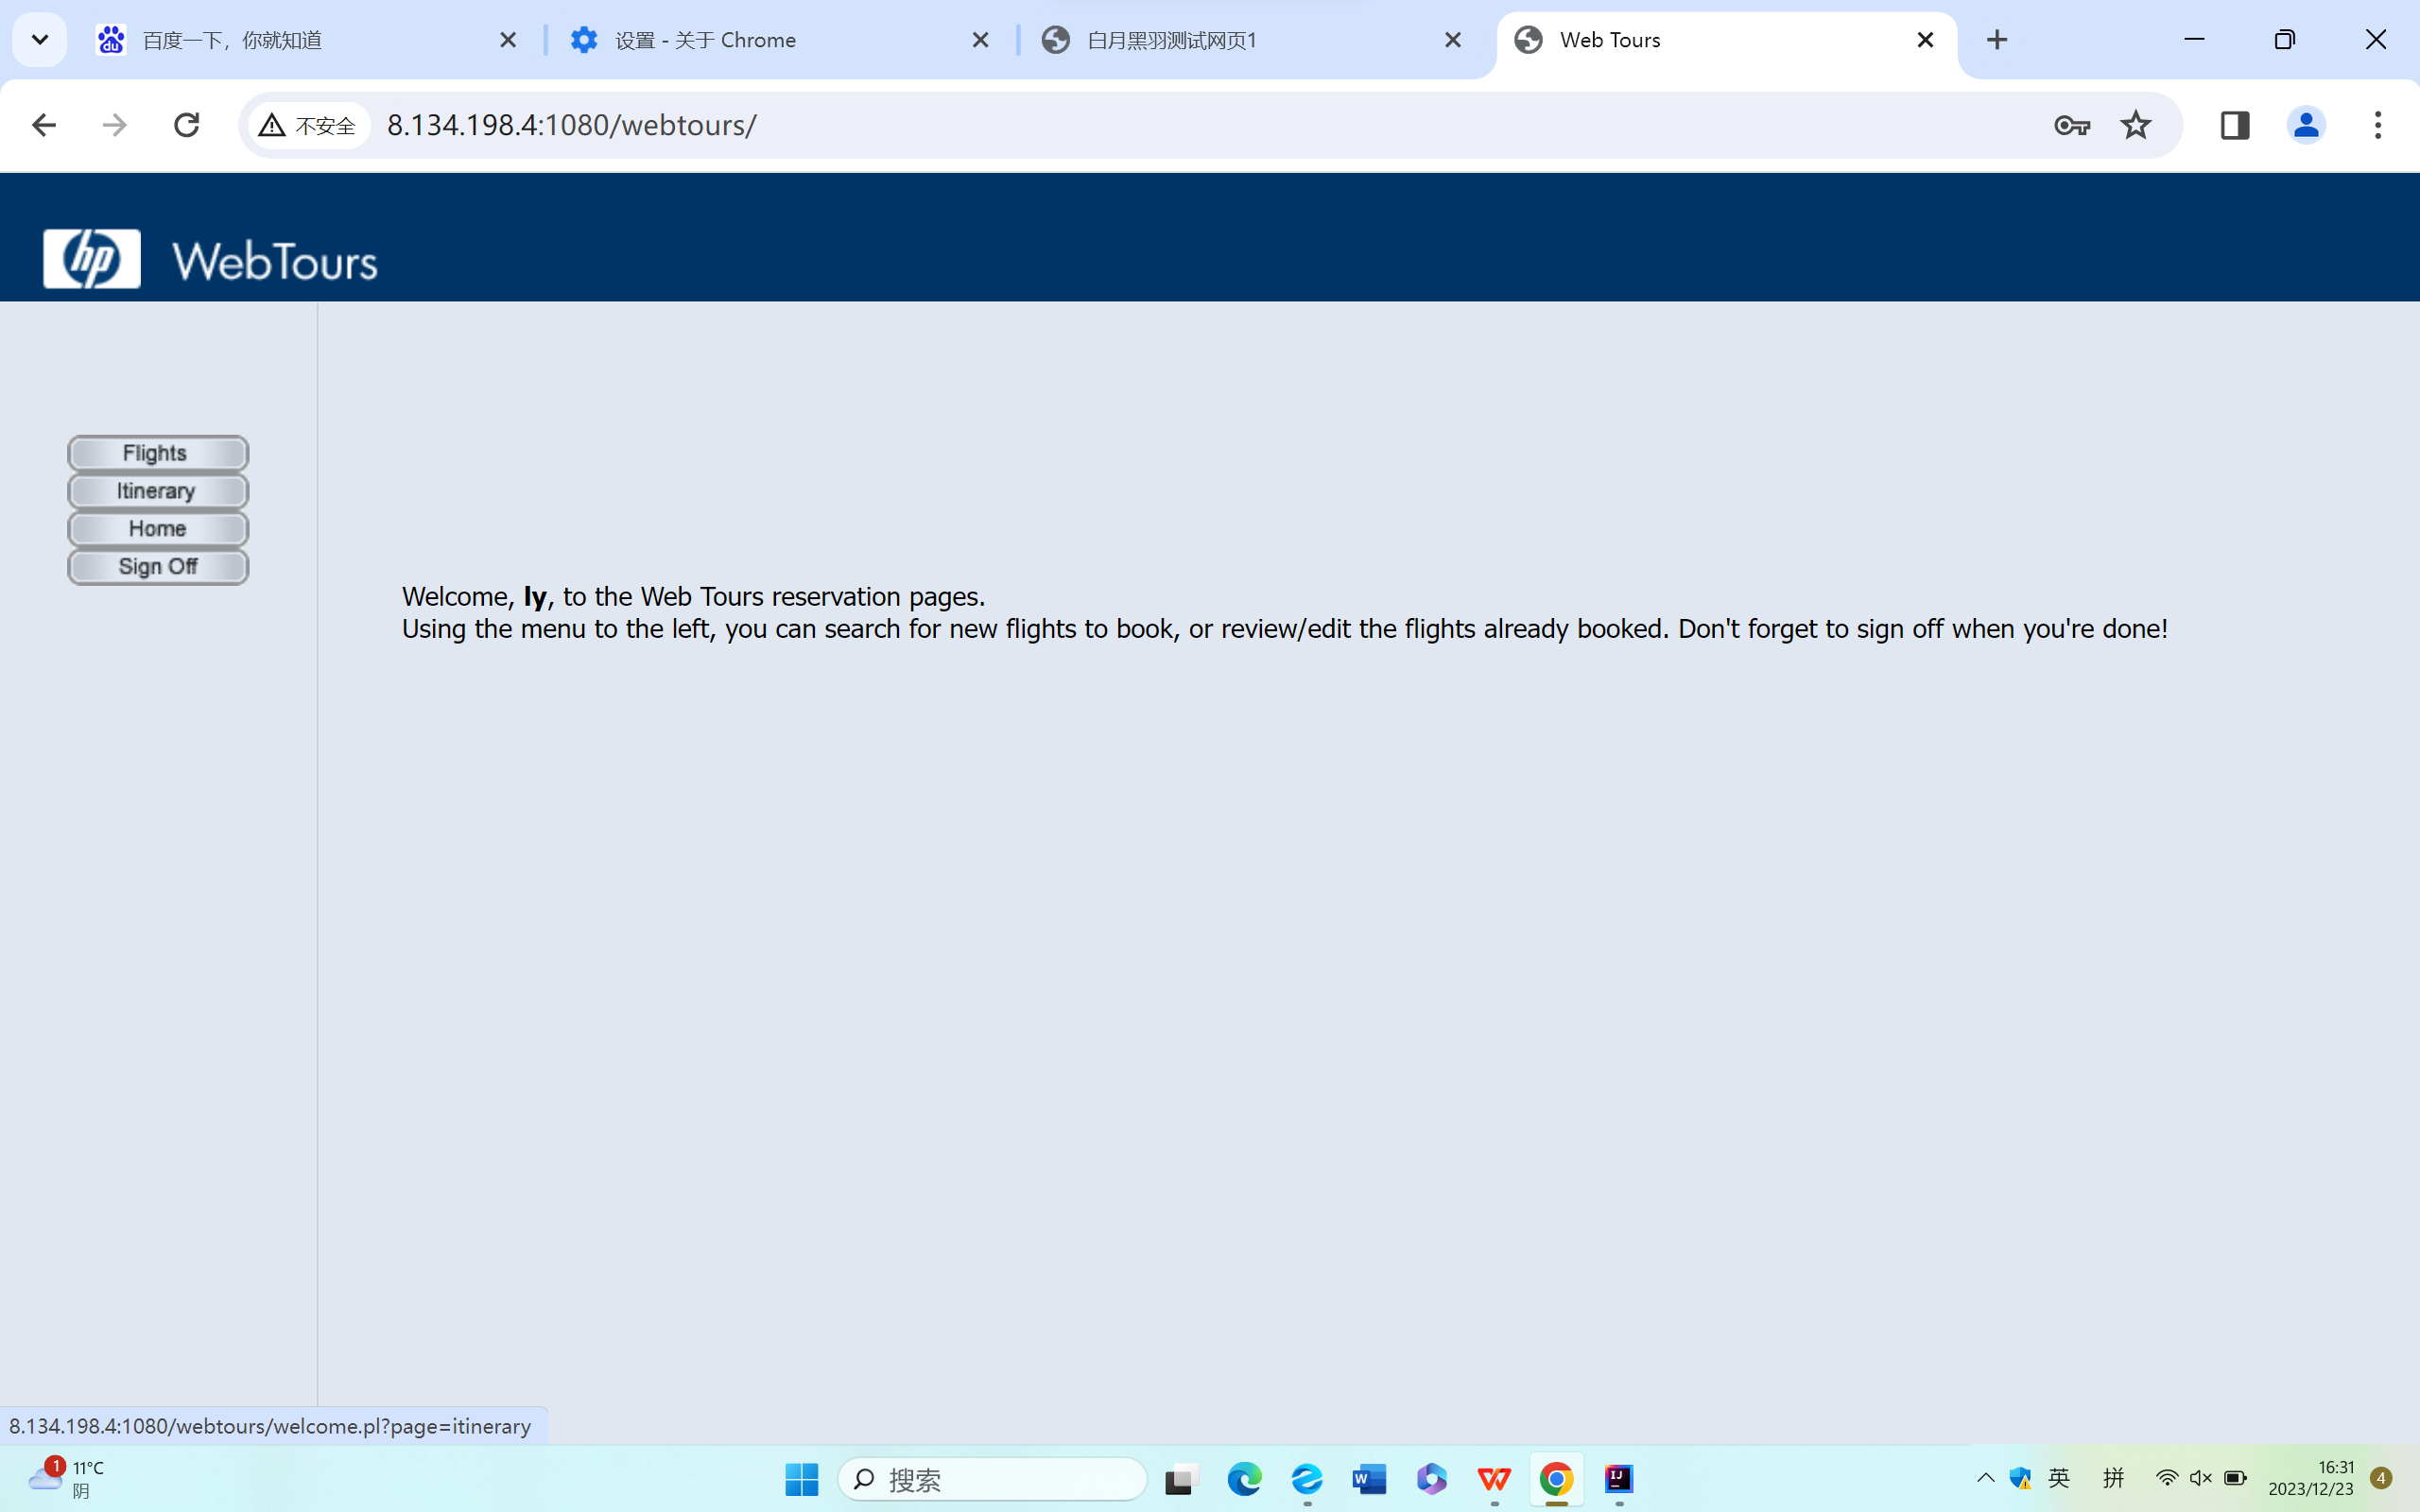 百度一下，你就知道
设置 - 关于 Chrome
白月黑羽测试网页1
Web Tours
不安全
8.134.198.4:1080/webtours/
hp
WebTours
Flights
Itinerary
Home
Sign Off
Welcome, ly, to the Web Tours reservation pages.
Using the menu to the left, you can search for new flights to book, or review/edit the flights already booked. Don't forget to sign off when you're done!
8.134.198.4:1080/webtours/welcome.pl?page=itinerary
1
11°C
阴
搜索
英
拼
16:31
2023/12/23
4